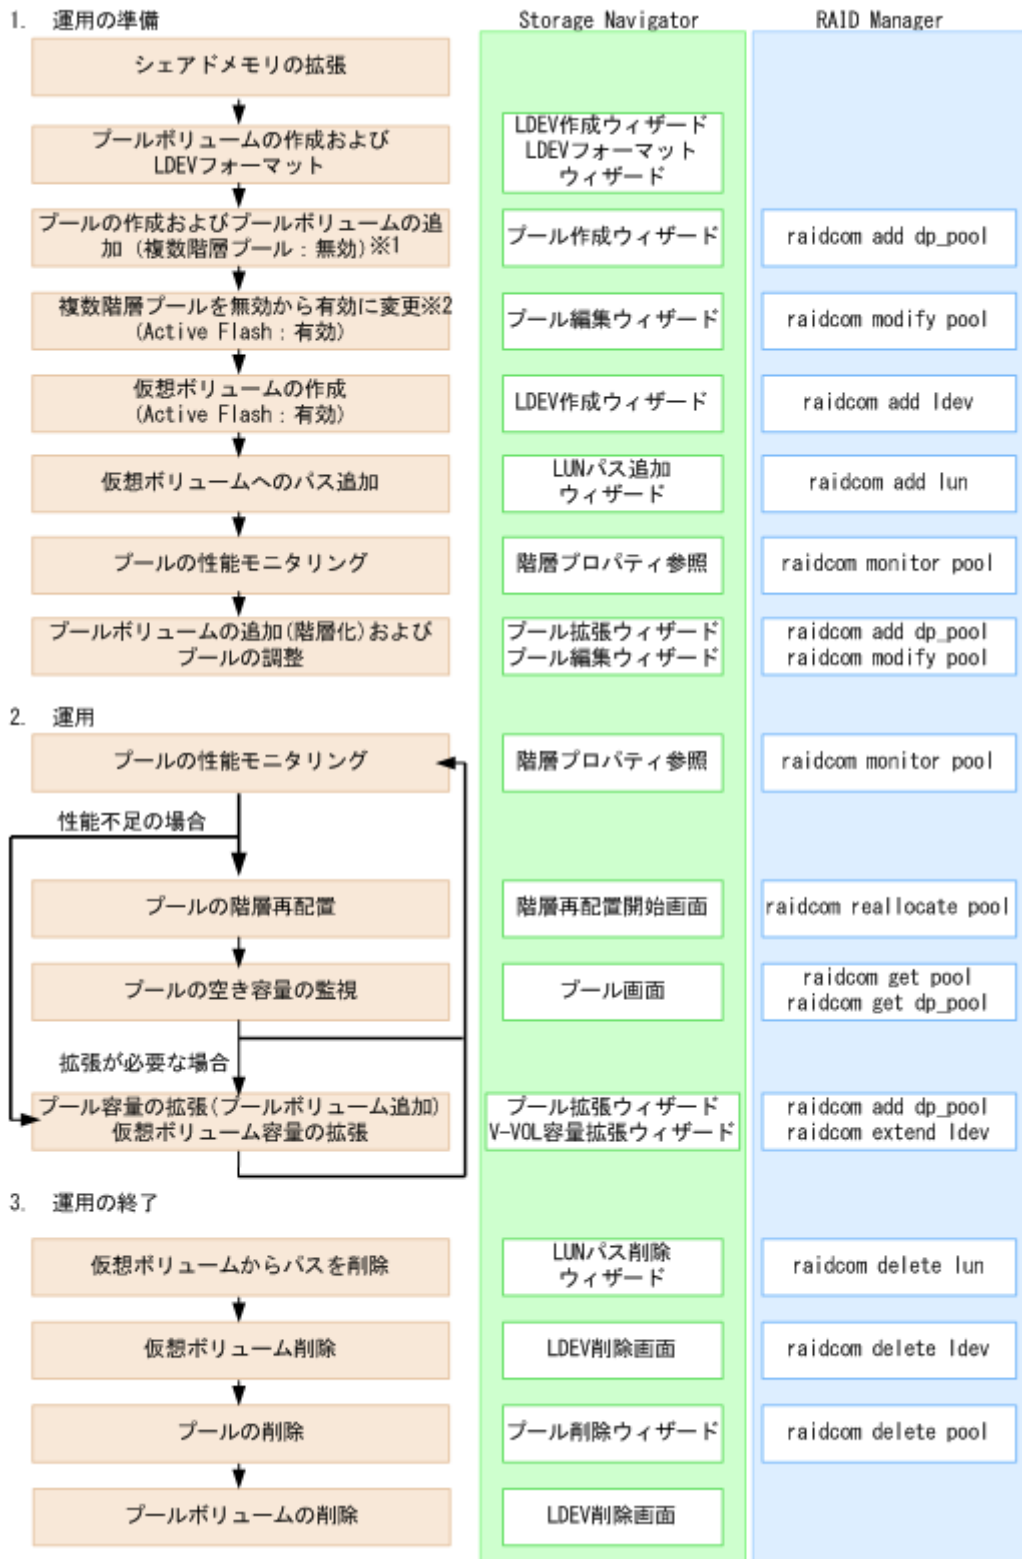 1. 運用の準備
Storage Navigator
RAID Manager
シェアドメモリの拡張
プールボリュームの作成および
LDEVフォーマット
LDEV作成ウィザード
LDEVフォーマット
ウィザード
プールの作成およびプールボリュームの追
加 (複数階層プール：無効)※1
プール作成ウィザード
raidcom add dp_pool
複数階層プールを無効から有効に変更※2
(Active Flash：有効)
プール編集ウィザード
raidcom modify pool
仮想ボリュームの作成
(Active Flash：有効)
LDEV作成ウィザード
raidcom add ldev
仮想ボリュームへのパス追加
LUNパス追加
ウィザード
raidcom add lun
プールの性能モニタリング
階層プロパティ参照
raidcom monitor pool
プールボリュームの追加(階層化)および
プールの調整
プール拡張ウィザード
プール編集ウィザード
raidcom add dp_pool
raidcom modify pool
2. 運用
プールの性能モニタリング
階層プロパティ参照
raidcom monitor pool
性能不足の場合
プールの階層再配置
階層再配置開始画面
raidcom reallocate pool
プールの空き容量の監視
プール画面
raidcom get pool
raidcom get dp_pool
拡張が必要な場合
プール容量の拡張(プールボリューム追加)
仮想ボリューム容量の拡張
プール拡張ウィザード
V-VOL容量拡張ウィザード
raidcom add dp_pool
raidcom extend ldev
3. 運用の終了
仮想ボリュームからパスを削除
LUNパス削除
ウィザード
raidcom delete lun
仮想ボリューム削除
LDEV削除画面
raidcom delete ldev
プールの削除
プール削除ウィザード
raidcom delete pool
プールボリュームの削除
LDEV削除画面